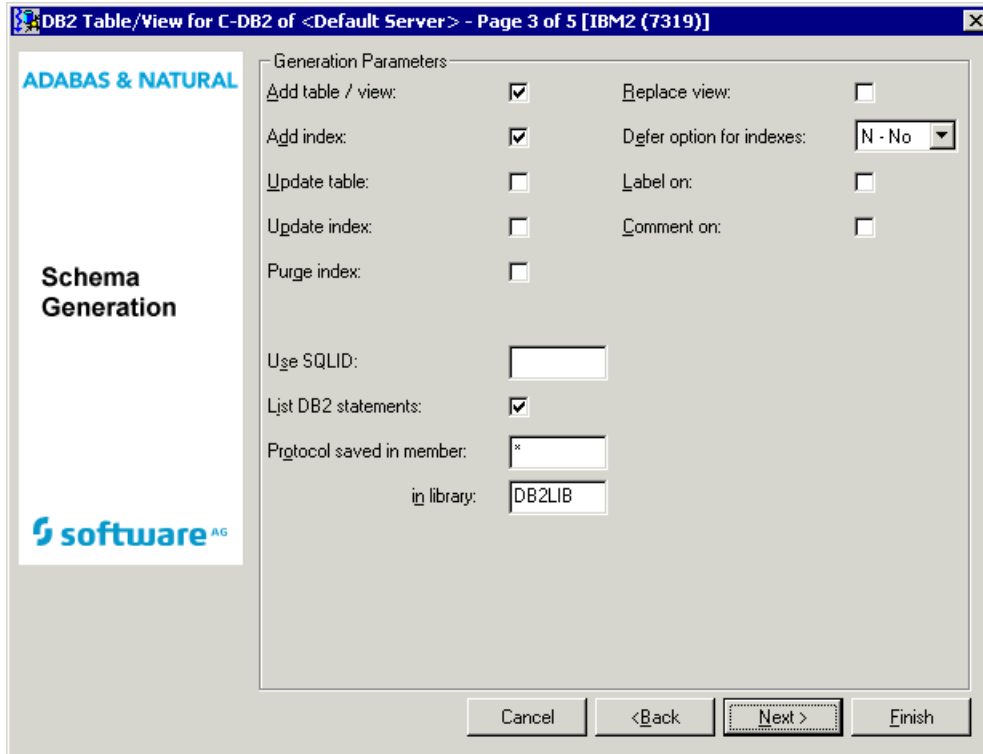 DB2 Table/View for C-DB2 of <Default Server> - Page 3 of 5 [IBM2 (7319)]
ADABAS & NATURAL
Schema
Generation
software AG
Generation Parameters
Add table / view:
Replace view:
Add index:
Defer option for indexes:
N - No
Update table:
Label on:
Update index:
Comment on:
Purge index:
Use SQLID:
List DB2 statements:
Protocol saved in member:
*
in library:
DB2LIB
Cancel
<Back
Next >
Finish